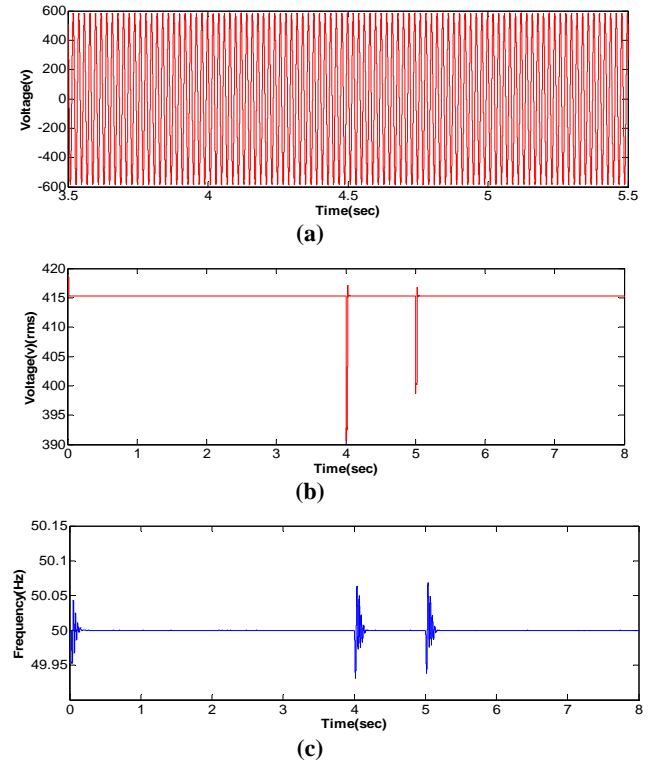 600
400
200
0
-200
-400
-600
Voltage(v)
3.5 4 4.5 5 5.5
Time(sec)
(a)
420
415
410
405
400
395
390
Voltage(v)(rms)
0 1 2 3 4 5 6 7 8
Time(sec)
(b)
50.15
50.1
50.05
50
49.95
Frequency(Hz)
0 1 2 3 4 5 6 7 8
Time(sec)
(c)